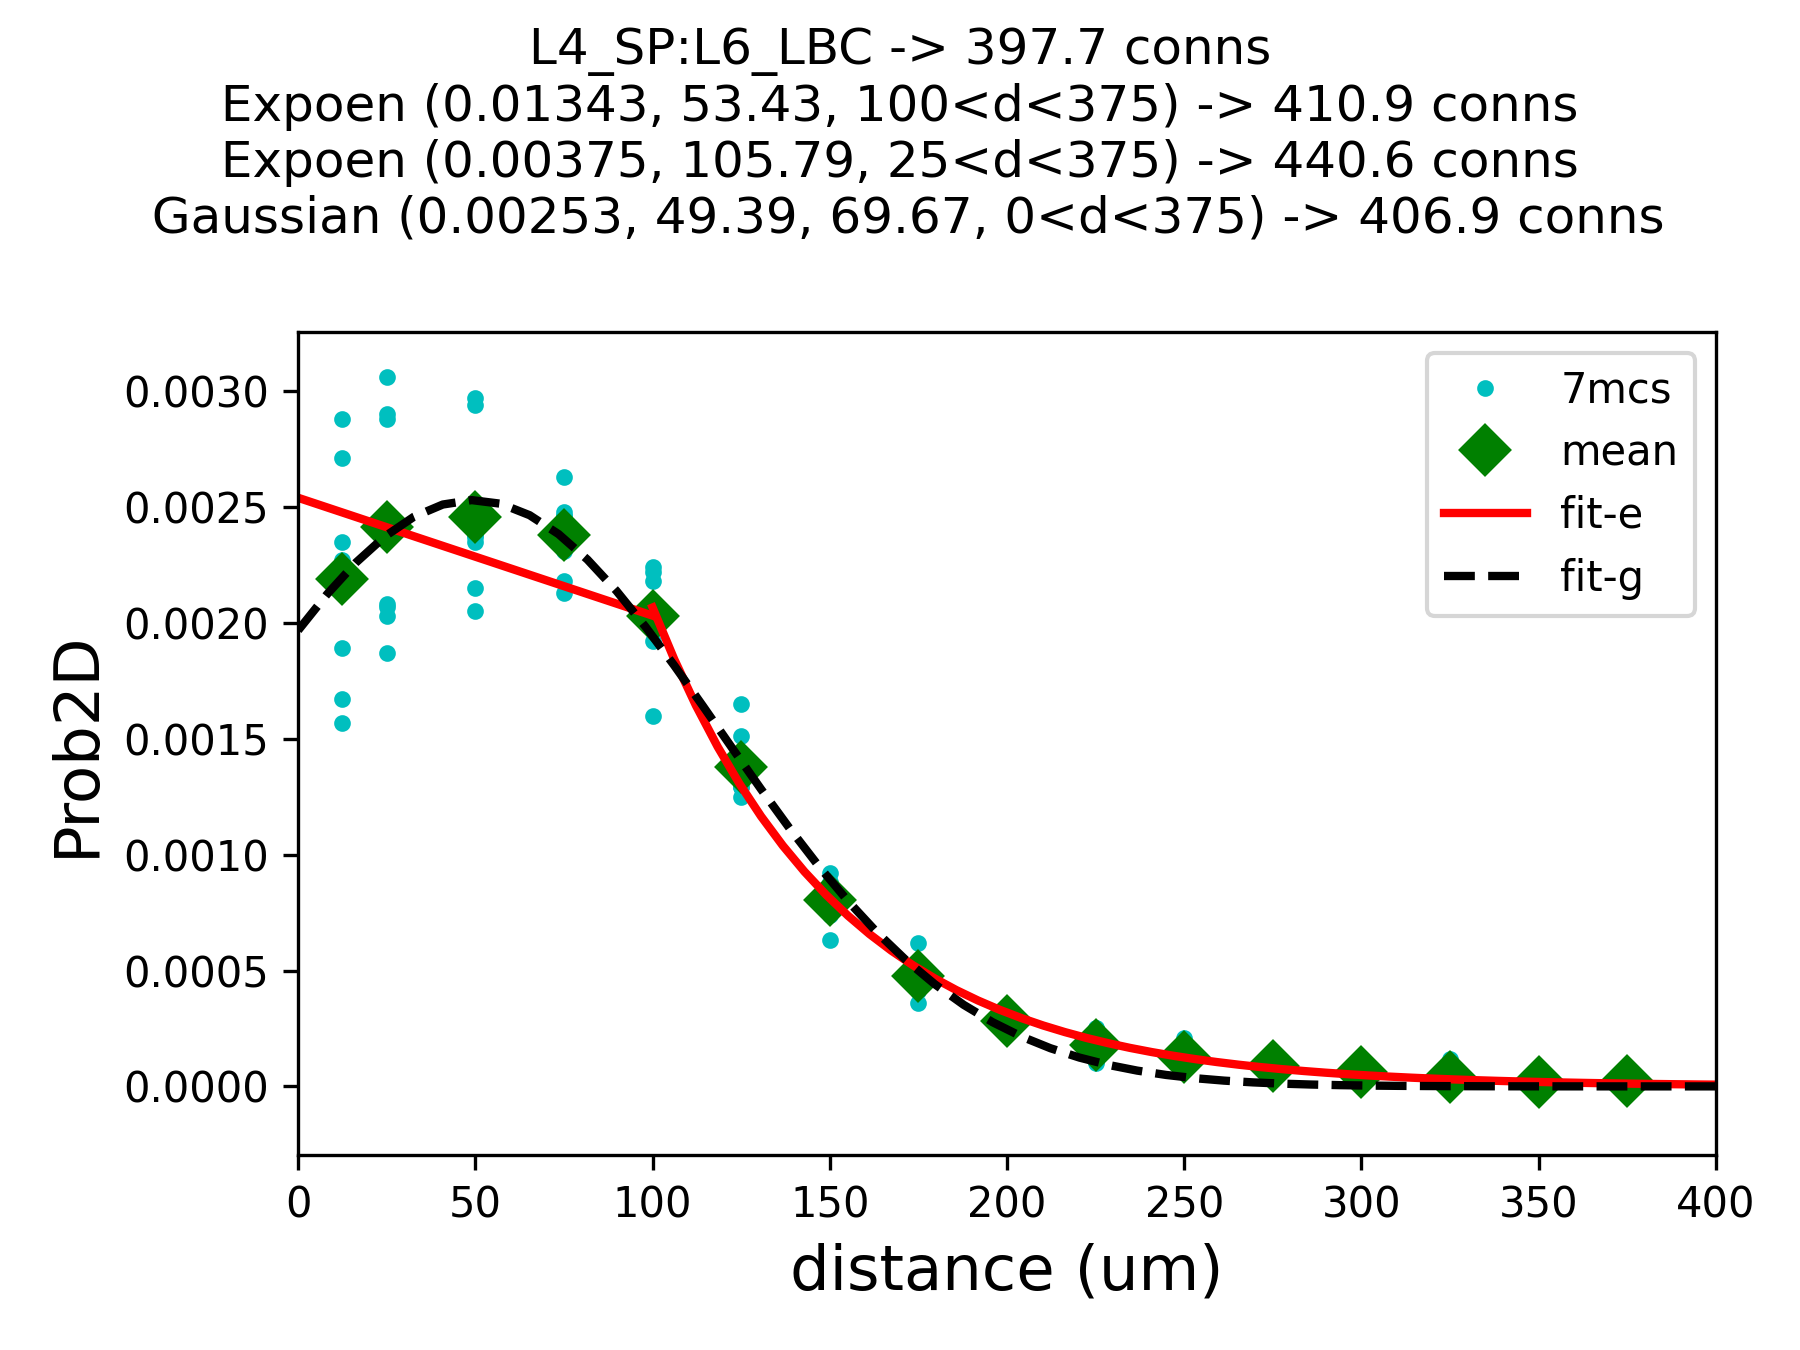 L4_SP:L6_LBC -> 397.7 conns
Expoen (0.01343, 53.43, 100<d<375) -> 410.9 conns
Expoen (0.00375, 105.79, 25<d<375) -> 440.6 conns
Gaussian (0.00253, 49.39, 69.67, 0<d<375) -> 406.9 conns
7mcs
mean
fit-e
fit-g
Prob2D
0.0030
0.0025
0.0020
0.0015
0.0010
0.0005
0.0000
0 50 100 150 200 250 300 350 400
distance (um)